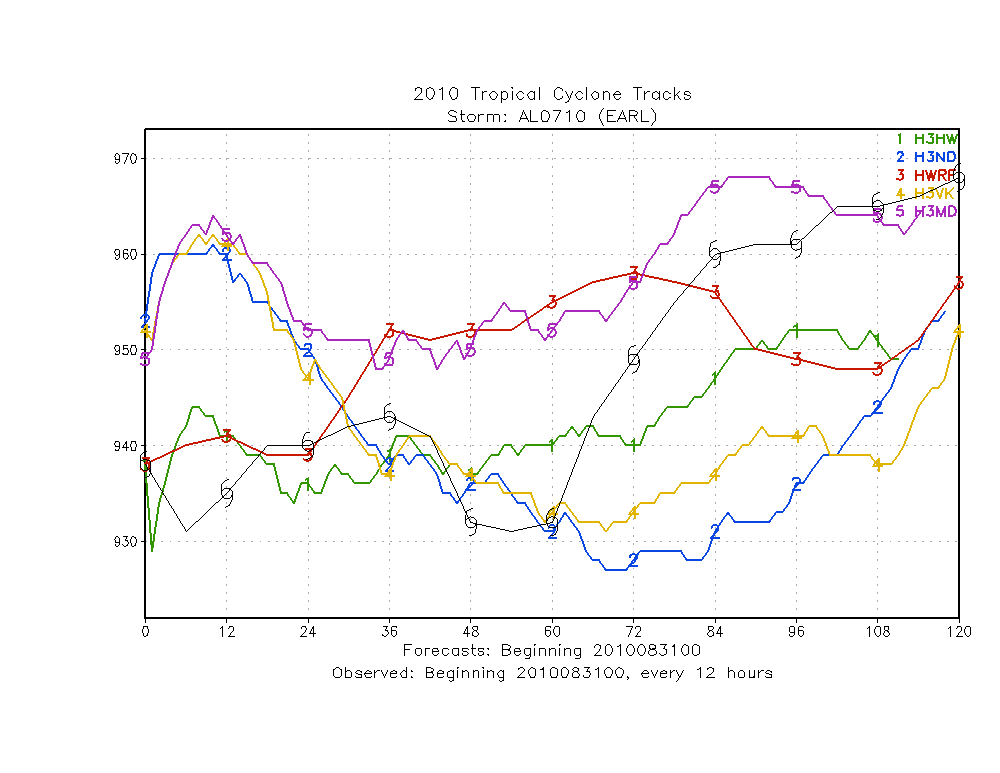 2010 Tropical Cyclone Tracks
Storm: AL0710 (EARL)
1 H3HW
2 H3ND
3 HWRF
4 H3VK
5 H3MD
970
960
950
940
930
0 12 24 36 48 60 72 84 96 108 120
Forecasts: Beginning 2010083100
Observed: Beginning 2010083100, every 12 hours